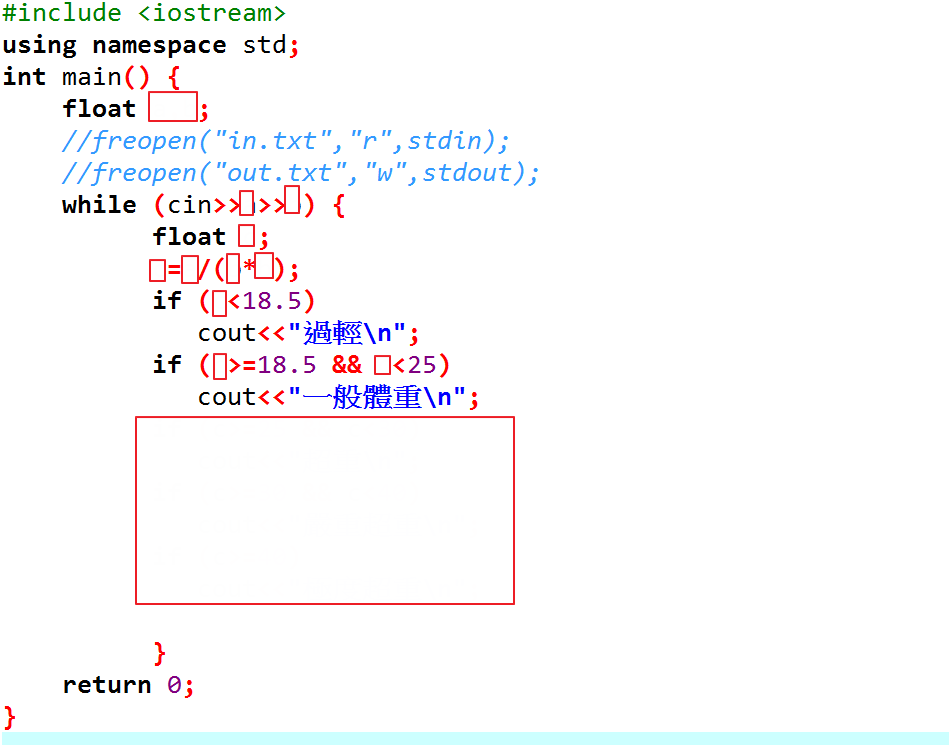 #include <iostream>
using namespace std;
int main() {
float ;
//freopen("in.txt","r",stdin);
//freopen("out.txt","w",stdout);
while (cin>>>>) {
float ;
=/(*);
if (<18.5)
cout<<"過輕\n";
if (>=18.5 && <25)
cout<<"一般體重\n";
}
return 0;
}